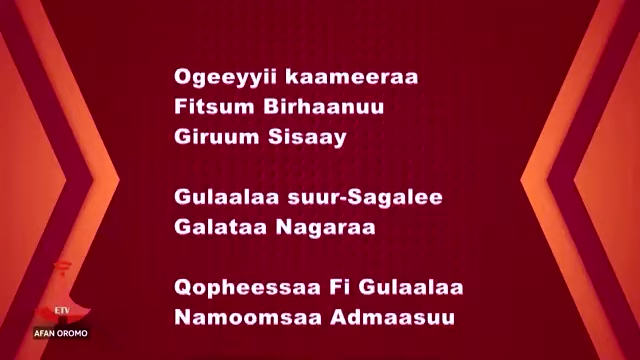 Ogeeyyii kaameeraa
Fitsum Birhaanuu
Giruum Sisaay
Gulaalaa suur-Sagalee
Galataa Nagaraa
Qopheessaa Fi Gulaalaa
Namoomsaa Admaasuu
ETV
AFAN OROMO